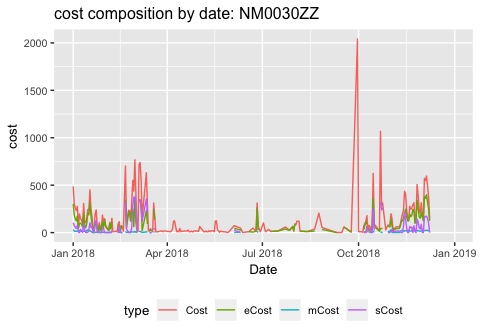 cost composition by date: NM0030ZZ
2000
1500
1000
500
0
cost
Jan 2018 Apr 2018 Jul 2018 Oct 2018 Jan 2019
Date
type Cost eCost mCost sCost